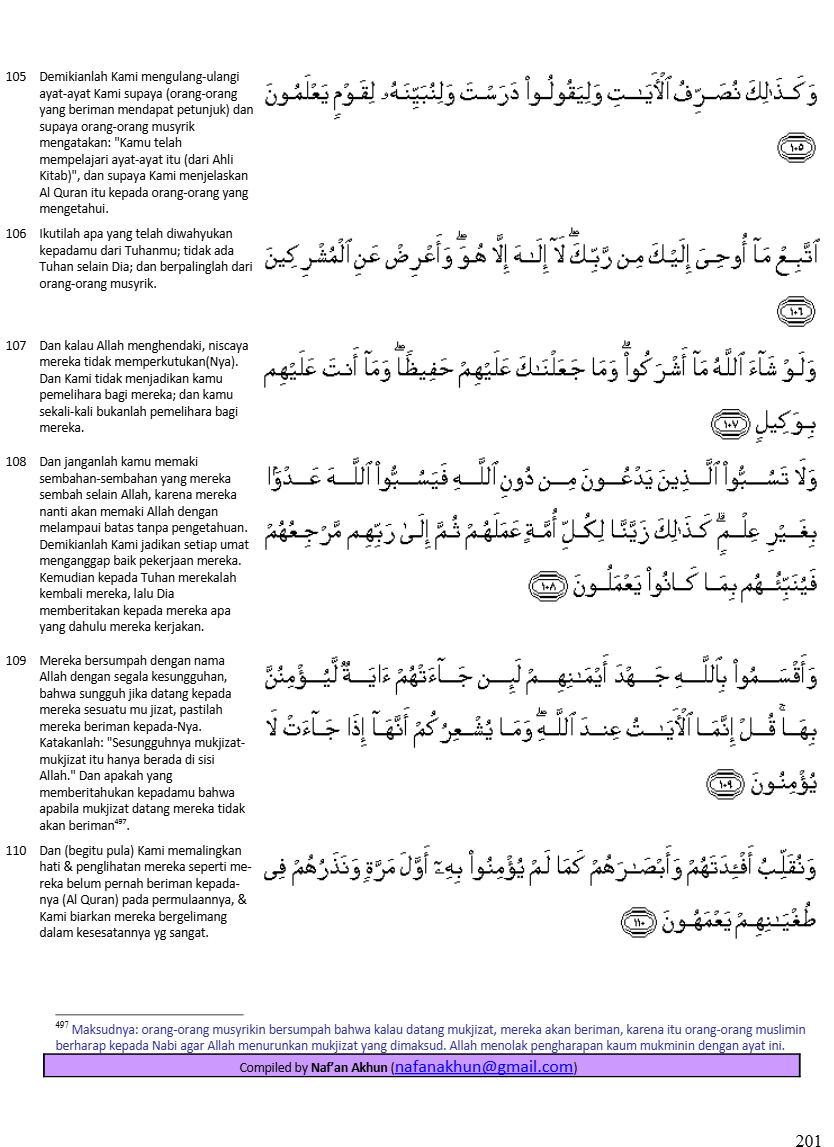 105 Demikianlah Kami mengulang-ulangi
ayat-ayat Kami supaya (orang-orang
yang beriman mendapat petunjuk) dan
supaya orang-orang musyrik
mengatakan: "Kamu telah
mempelajari ayat-ayat itu (dari Ahli
Kitab)", dan supaya Kami menjelaskan
Al Quran itu kepada orang-orang yang
mengetahui.
وَكَذَٰلِكَ نُصَرِّفُ ٱلْأَيَـٰتِ وَلِيَقُولُوا۟ دَرَسْتَ وَلِنُبَيِّنَهُۥ لِقَوْمٍ يَعْلَمُونَ
١٠٥
106 Ikutilah apa yang telah diwahyukan
kepadamu dari Tuhanmu; tidak ada
Tuhan selain Dia; dan berpalinglah dari
orang-orang musyrik.
ٱتَّبِعْ مَآ أُوحِىَ إِلَيْكَ مِن رَّبِّكَ ۖ لَآ إِلَـٰهَ إِلَّا هُوَ ۖ وَأَعْرِضْ عَنِ ٱلْمُشْرِكِينَ
١٠٦
107 Dan kalau Allah menghendaki, niscaya
mereka tidak memperkutukan(Nya).
Dan Kami tidak menjadikan kamu
pemelihara bagi mereka; dan kamu
sekali-kali bukanlah pemelihara bagi
mereka.
وَلَوْ شَآءَ ٱللَّهُ مَآ أَشْرَكُوا۟ ۗ وَمَا جَعَلْنَـٰكَ عَلَيْهِمْ حَفِيظًا ۖ وَمَآ أَنتَ عَلَيْهِم
بِوَكِيلٍ ١٠٧
108 Dan janganlah kamu memaki
sembahan-sembahan yang mereka
sembah selain Allah, karena mereka
nanti akan memaki Allah dengan
melampaui batas tanpa pengetahuan.
Demikianlah Kami jadikan setiap umat
menganggap baik pekerjaan mereka.
Kemudian kepada Tuhan merekalah
kembali mereka, lalu Dia
memberitakan kepada mereka apa
yang dahulu mereka kerjakan.
وَلَا تَسُبُّوا۟ ٱلَّذِينَ يَدْعُونَ مِن دُونِ ٱللَّهِ فَيَسُبُّوا۟ ٱللَّهَ عَدْوًۢا
بِغَيْرِ عِلْمٍ ۗ كَذَٰلِكَ زَيَّنَّا لِكُلِّ أُمَّةٍ عَمَلَهُمْ ثُمَّ إِلَىٰ رَبِّهِم مَّرْجِعُهُمْ
فَيُنَبِّئُهُم بِمَا كَانُوا۟ يَعْمَلُونَ ١٠٨
109 Mereka bersumpah dengan nama
Allah dengan segala kesungguhan,
bahwa sungguh jika datang kepada
mereka sesuatu mu jizat, pastilah
mereka beriman kepada-Nya.
Katakanlah: "Sesungguhnya mukjizat-
mukjizat itu hanya berada di sisi
Allah." Dan apakah yang
memberitahukan kepadamu bahwa
apabila mukjizat datang mereka tidak
akan beriman⁴⁹⁷.
وَأَقْسَمُوا۟ بِٱللَّهِ جَهْدَ أَيْمَـٰنِهِمْ لَئِن جَآءَتْهُمْ ءَايَةٌ لَّيُؤْمِنُنَّ
بِهَا ۚ قُلْ إِنَّمَا ٱلْأَيَـٰتُ عِندَ ٱللَّهِ ۖ وَمَا يُشْعِرُكُمْ أَنَّهَآ إِذَا جَآءَتْ لَا
يُؤْمِنُونَ ١٠٩
110 Dan (begitu pula) Kami memalingkan
hati & penglihatan mereka seperti me-
reka belum pernah beriman kepada-
nya (Al Quran) pada permulaannya, &
Kami biarkan mereka bergelimang
dalam kesesatannya yg sangat.
وَنُقَلِّبُ أَفْـِٔدَتَهُمْ وَأَبْصَـٰرَهُمْ كَمَا لَمْ يُؤْمِنُوا۟ بِهِۦٓ أَوَّلَ مَرَّةٍ وَنَذَرُهُمْ فِى
طُغْيَـٰنِهِمْ يَعْمَهُونَ ١١٠
⁴⁹⁷ Maksudnya: orang-orang musyrikin bersumpah bahwa kalau datang mukjizat, mereka akan beriman, karena itu orang-orang muslimin
berharap kepada Nabi agar Allah menurunkan mukjizat yang dimaksud. Allah menolak pengharapan kaum mukminin dengan ayat ini.
Compiled by Naf'an Akhun (nafanakhun@gmail.com)
201